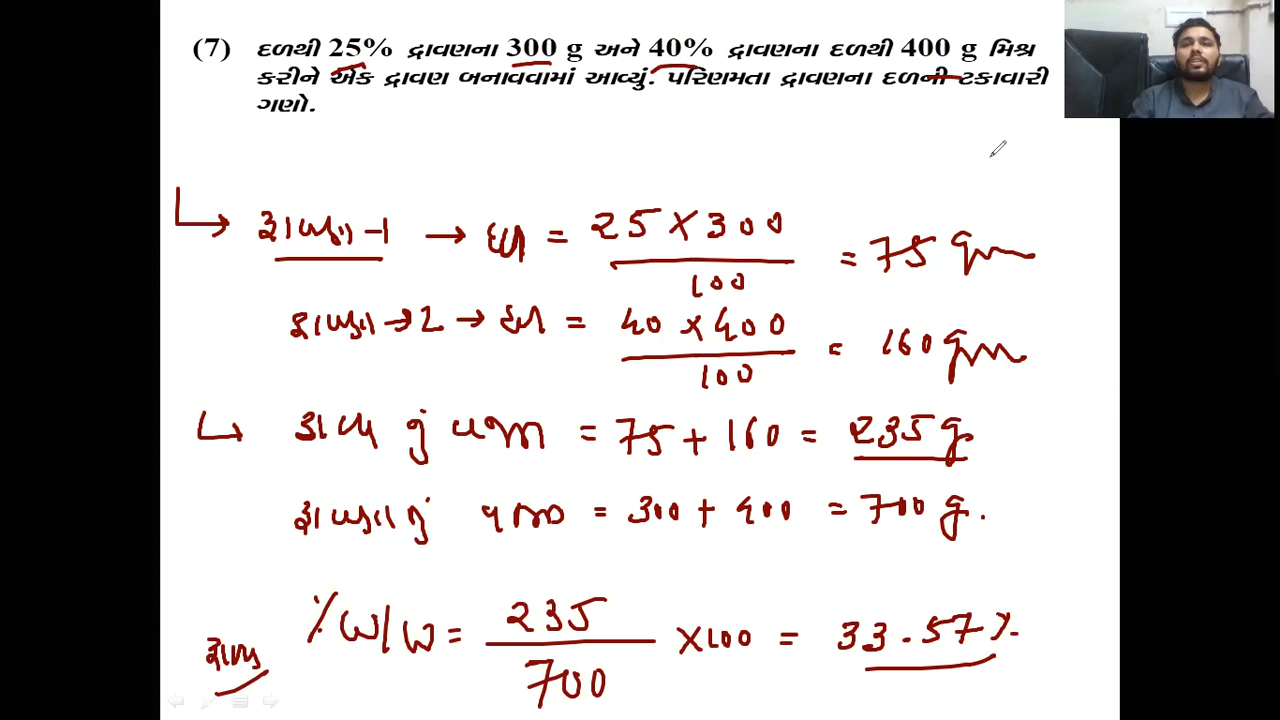 (7) દળથી 25% દ્રાવણના 300 g અને 40% દ્રાવણના દળથી 400 g મિશ્ર
કરીને એક દ્રાવણ બનાવવામાં આવ્યું. પરિણમતા દ્રાવણના દળની ટકાવારી
ગણો.
દ્રાવણ-1 → દળ = 25 × 300 / 100 = 75 gm
દ્રાવણ → 2 → દળ = 40 × 400 / 100 = 160 gm
દ્રાવ્ય નું વજન = 75 + 160 = 235 g
દ્રાવણ નું વજન = 300 + 400 = 700 g.
% W/W = 235 / 700 × 100 = 33.57 %.
દ્રાવ્ય